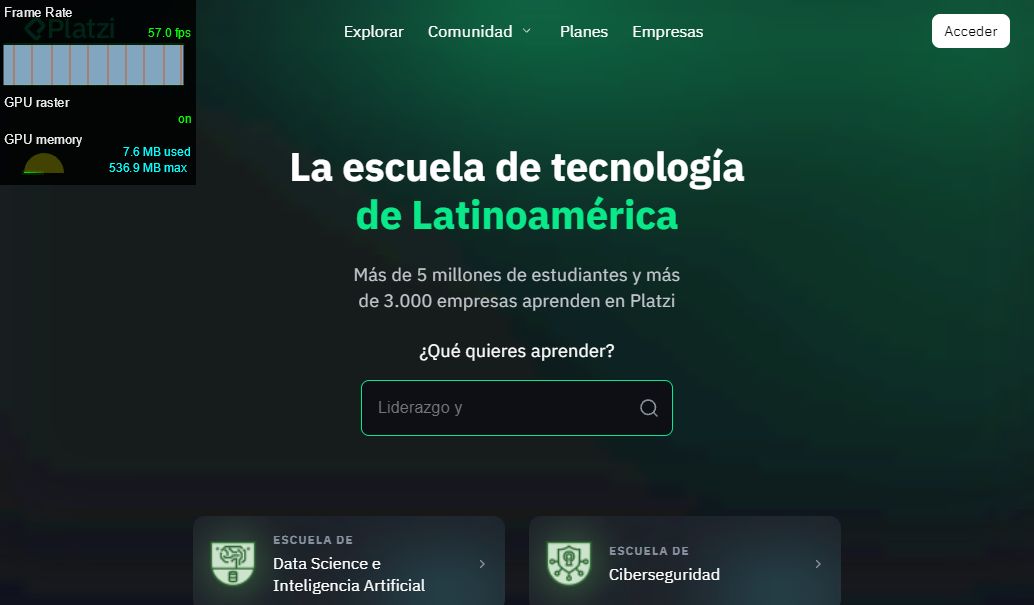 Frame Rate
Platzi
57.0 fps
GPU raster
on
GPU memory
7.6 MB used
536.9 MB max
Explorar
Comunidad
Planes
Empresas
Acceder
La escuela de tecnología
de Latinoamérica
Más de 5 millones de estudiantes y más
de 3.000 empresas aprenden en Platzi
¿Qué quieres aprender?
Liderazgo y
ESCUELA DE
Data Science e
Inteligencia Artificial
ESCUELA DE
Ciberseguridad